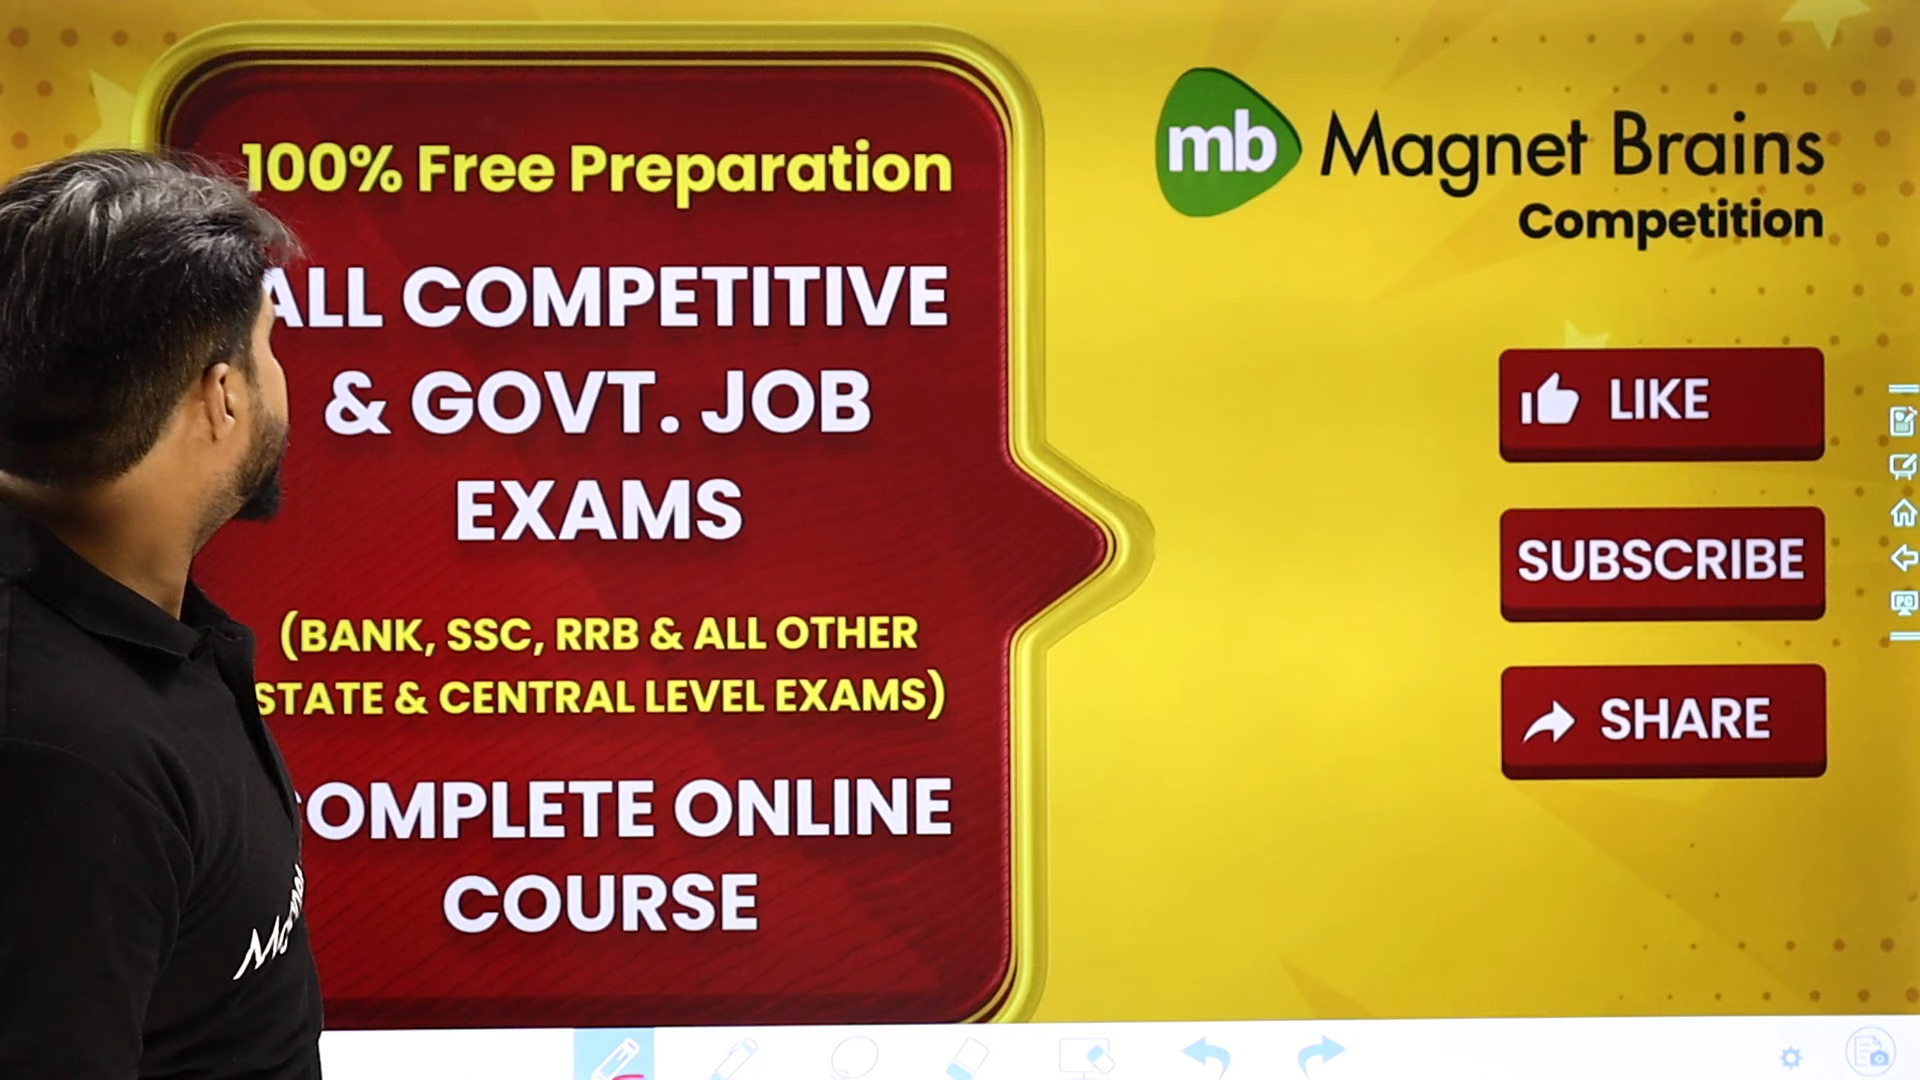 100% Free Preparation
ALL COMPETITIVE
& GOVT. JOB
EXAMS
(BANK, SSC, RRB & ALL OTHER
STATE & CENTRAL LEVEL EXAMS)
COMPLETE ONLINE
COURSE
mb Magnet Brains
Competition
LIKE
SUBSCRIBE
SHARE